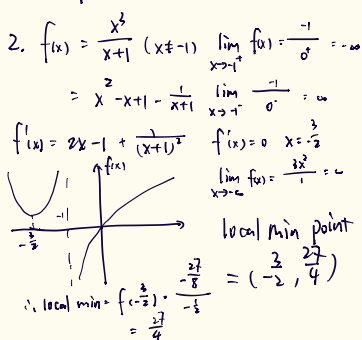 2. f(x) = x³/(x+1) (x≠-1) lim x→-1⁺ f(x) = -1/0⁺ = -∞
= x² -x+1 - 1/(x+1) lim x→-1⁻ -1/0⁻ = ∞
f'(x) = 2x-1 + 1/(x+1)² f'(x)=0 x=-3/2
lim x→-∞ f(x) = 3x²/1 = ∞
f(x)
-1
-3/2
local min point
= (-3/2, 27/4)
∴ local min = f(-3/2) = (-27/8)/(-1/2)
= 27/4